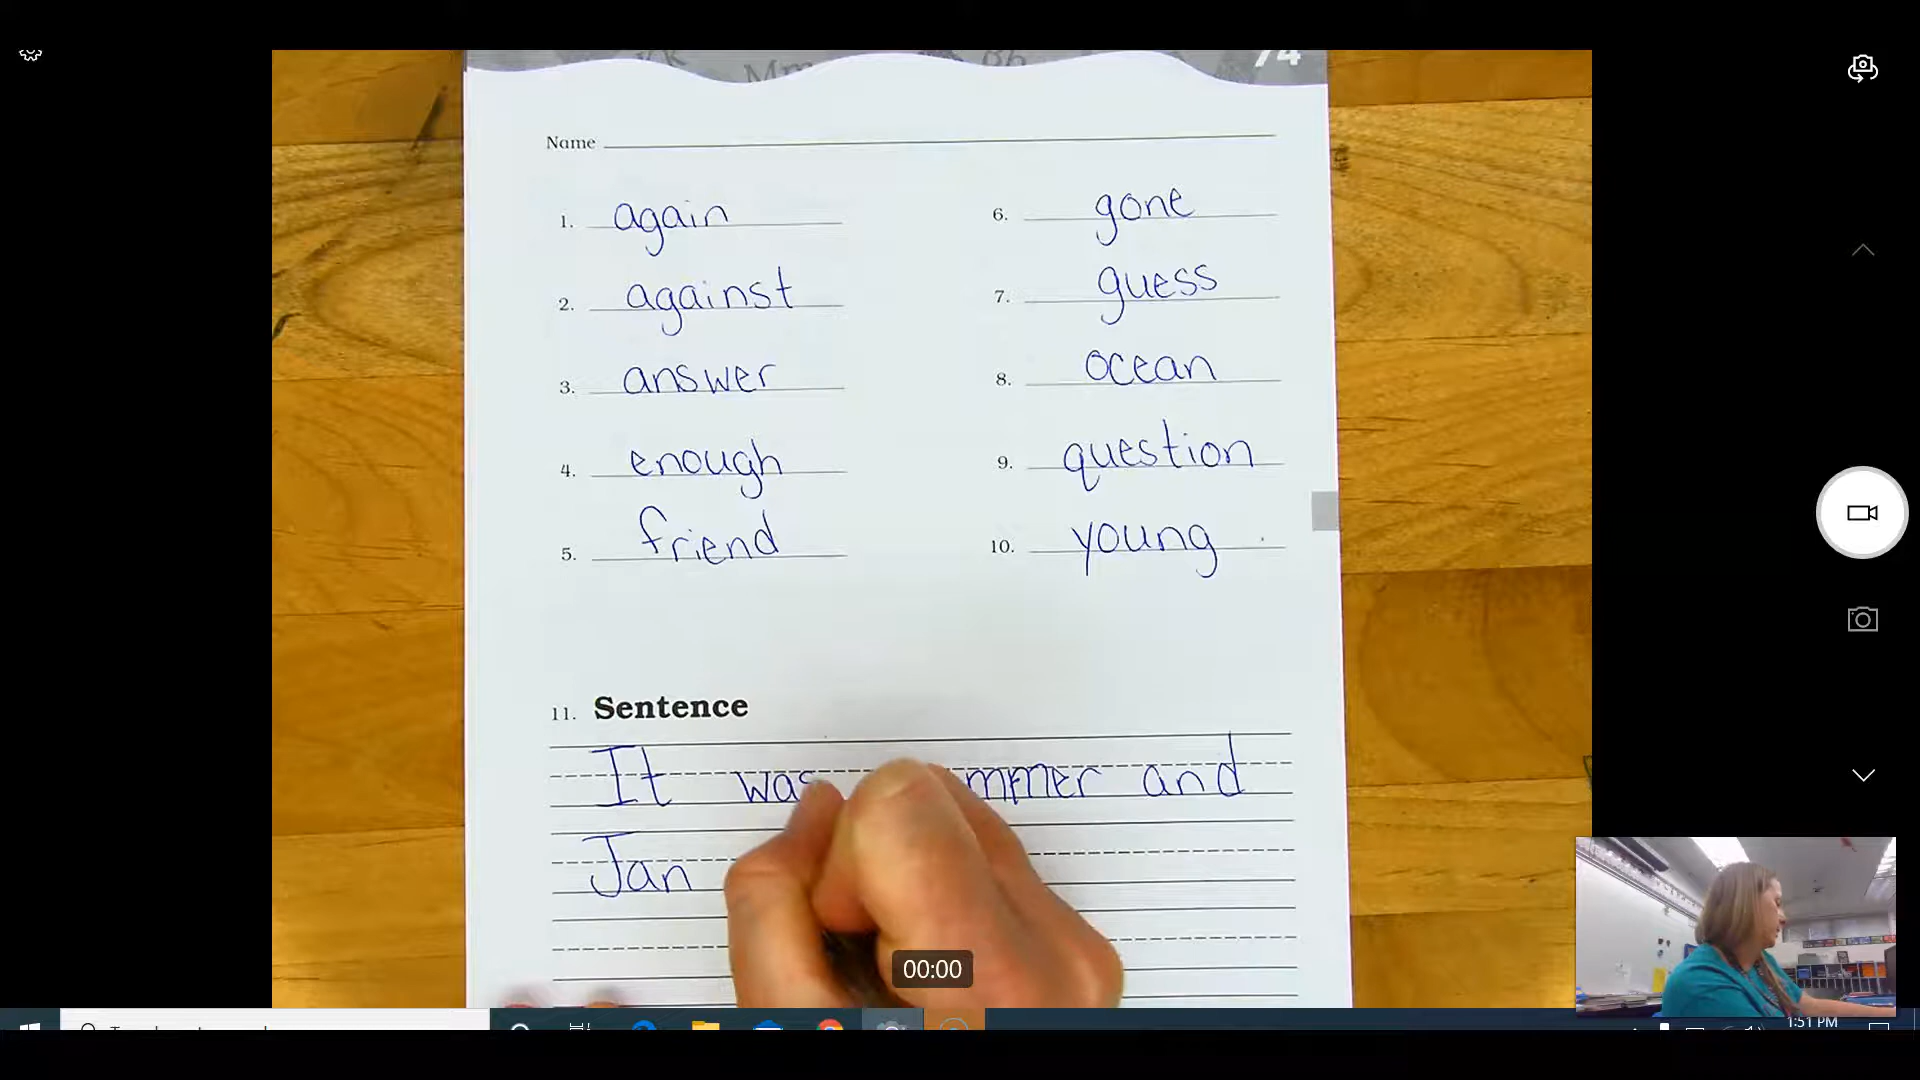 74
Name
1. again
2. against
3. answer
4. enough
5. friend
6. gone
7. guess
8. ocean
9. question
10. young
11. Sentence
It was mmer and
Jan
00:00
1:51 PM